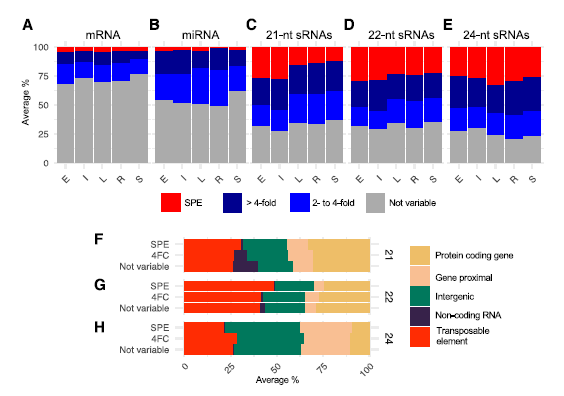 A B C D E
mRNA miRNA 21-nt sRNAs 22-nt sRNAs 24-nt sRNAs
100
75
50
25
0
Average %
E I L R S E I L R S E I L R S E I L R S E I L R S
SPE > 4-fold 2- to 4-fold Not variable
F
SPE
4FC
Not variable
21
G
SPE
4FC
Not variable
22
H
SPE
4FC
Not variable
24
0 25 50 75 100
Average %
Protein coding gene
Gene proximal
Intergenic
Non-coding RNA
Transposable
element